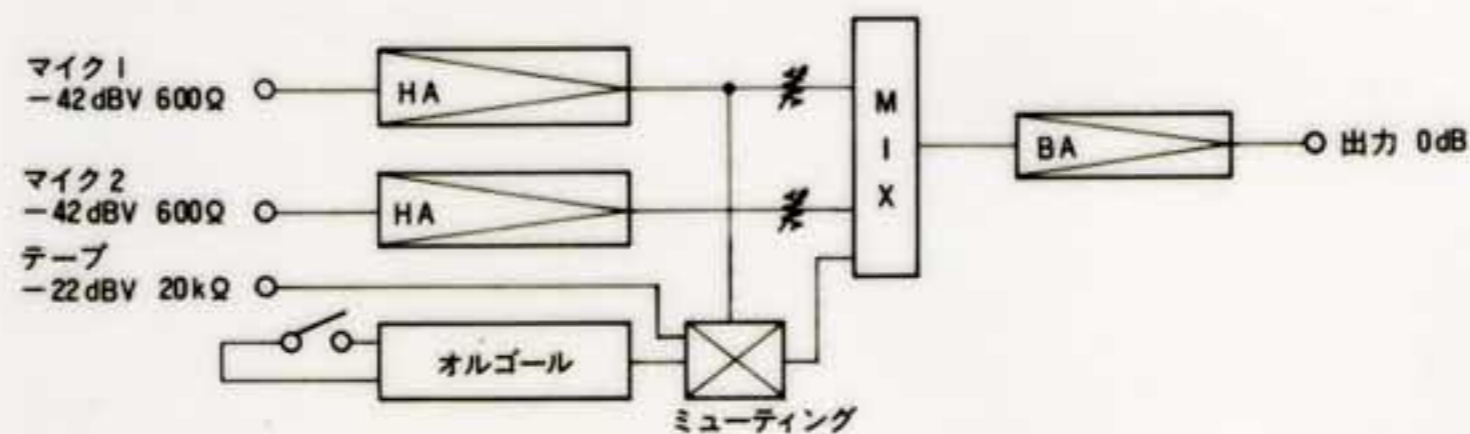 マイク1
-42dBV 600Ω
HA
マイク2
-42dBV 600Ω
HA
テープ
-22dBV 20kΩ
オルゴール
ミューティング
MIX
BA
出力 0dB